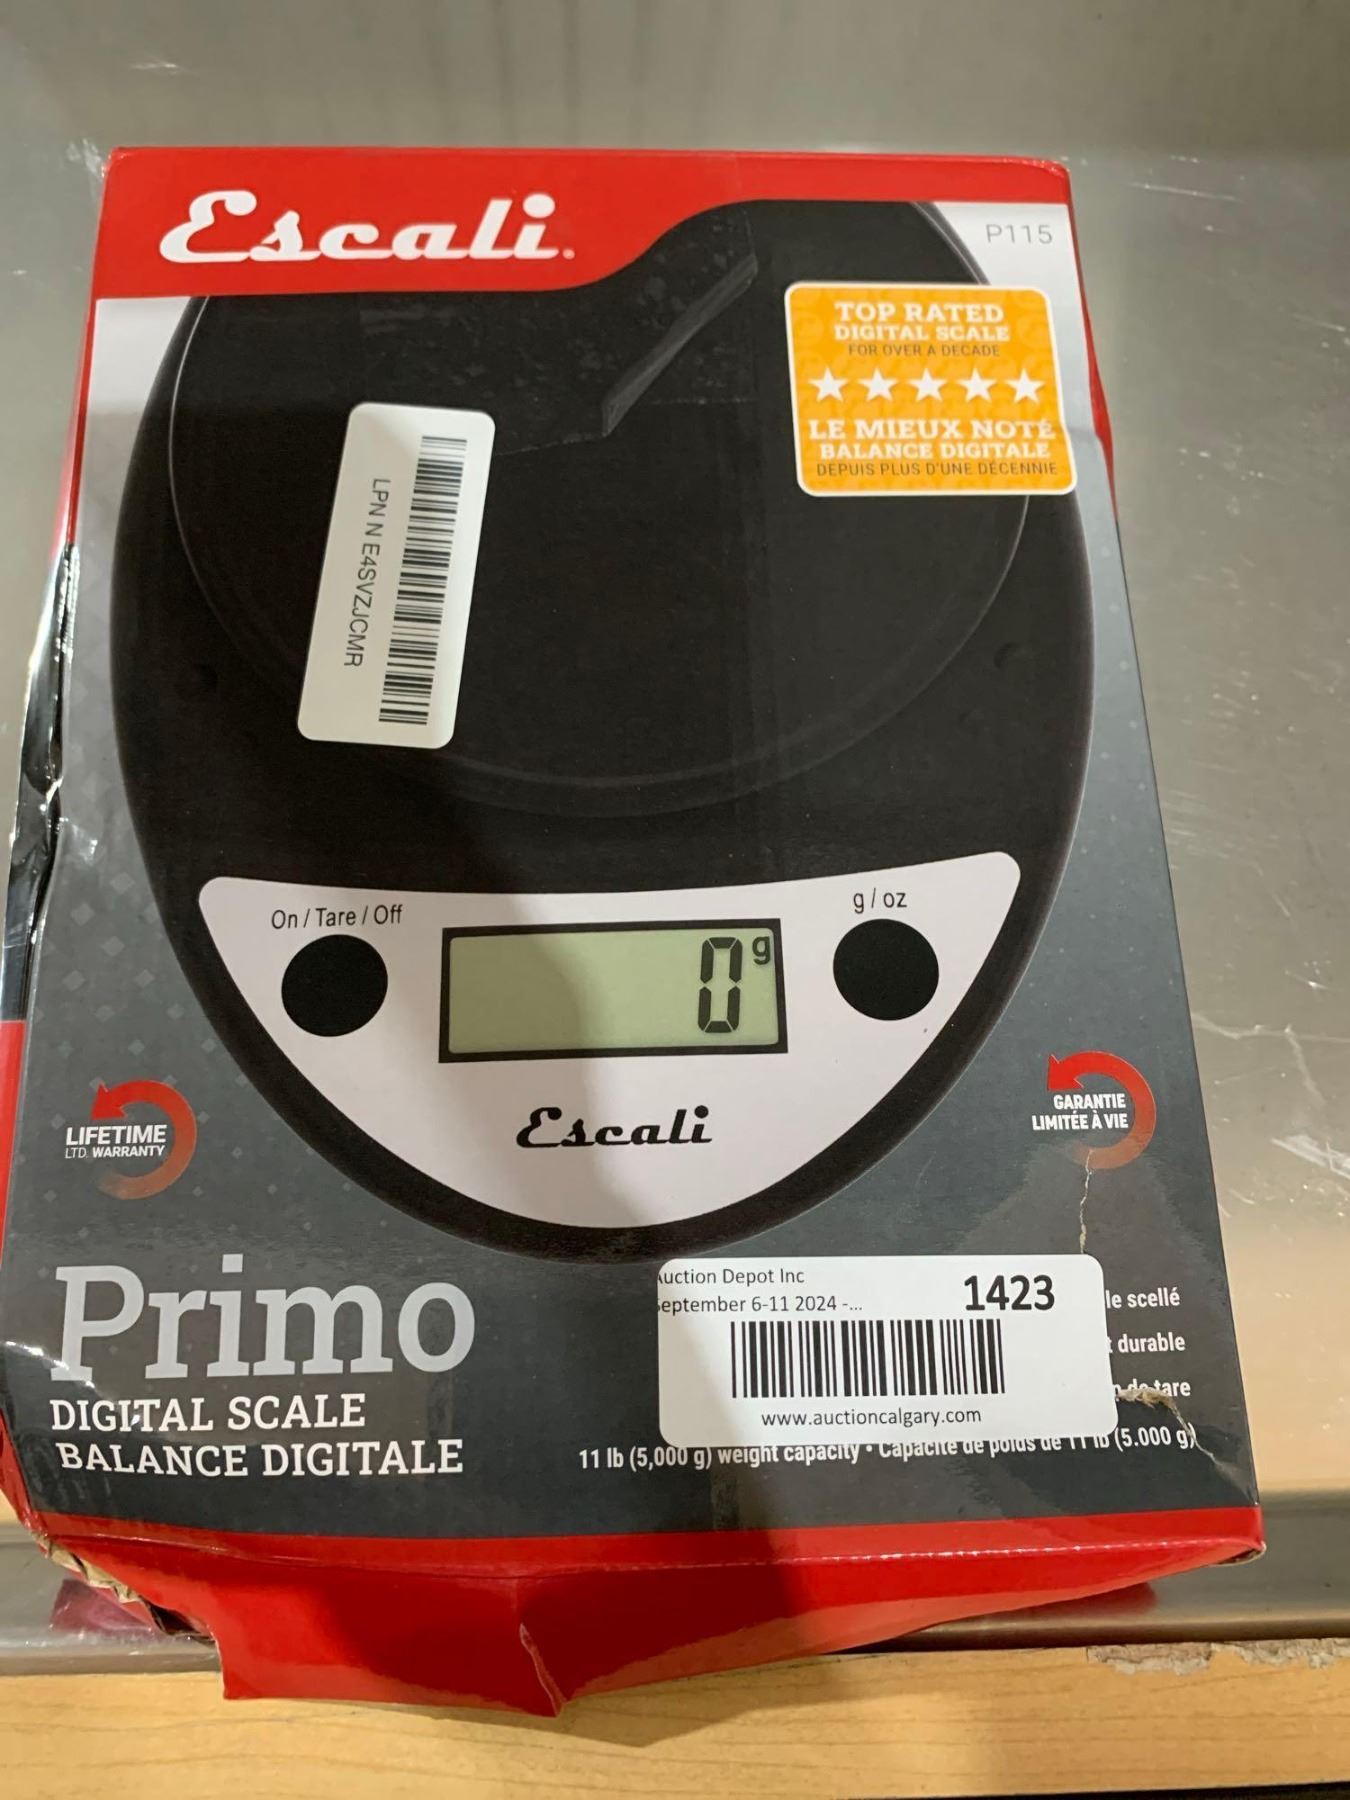 Escali
P115
TOP RATED
DIGITAL SCALE
FOR OVER A DECADE
LE MIEUX NOTÉ
BALANCE DIGITALE
DEPUIS PLUS D'UNE DÉCENNIE
LPN N E4SVZJCMR
On / Tare / Off
g / oz
0 g
Escali
LIFETIME
LTD. WARRANTY
GARANTIE
LIMITÉE À VIE
Primo
DIGITAL SCALE
BALANCE DIGITALE
Auction Depot Inc
September 6-11 2024 -...
1423
www.auctioncalgary.com
le scellé
durable
de tare
11 lb (5,000 g) weight capacity • Capacité de poids de 11 lb (5.000 g)